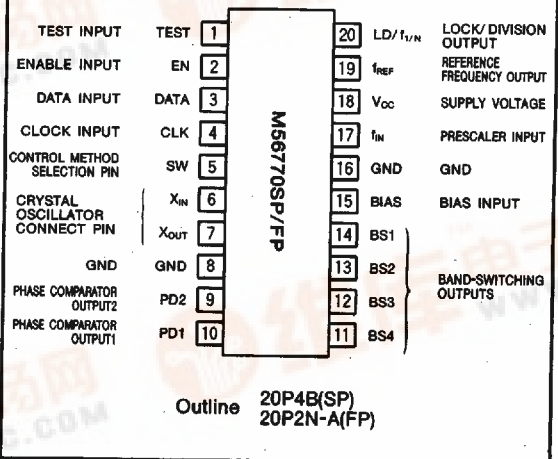 TEST INPUT TEST 1
ENABLE INPUT EN 2
DATA INPUT DATA 3
CLOCK INPUT CLK 4
CONTROL METHOD
SELECTION PIN SW 5
CRYSTAL
OSCILLATOR
CONNECT PIN
XIN 6
XOUT 7
GND GND 8
PHASE COMPARATOR
OUTPUT2 PD2 9
PHASE COMPARATOR
OUTPUT1 PD1 10
M56770SP/FP
20 LD/f1/N LOCK/DIVISION
OUTPUT
19 fREF REFERENCE
FREQUENCY OUTPUT
18 VCC SUPPLY VOLTAGE
17 fIN PRESCALER INPUT
16 GND GND
15 BIAS BIAS INPUT
14 BS1
13 BS2
12 BS3
11 BS4
BAND-SWITCHING
OUTPUTS
Outline 20P4B(SP)
20P2N-A(FP)